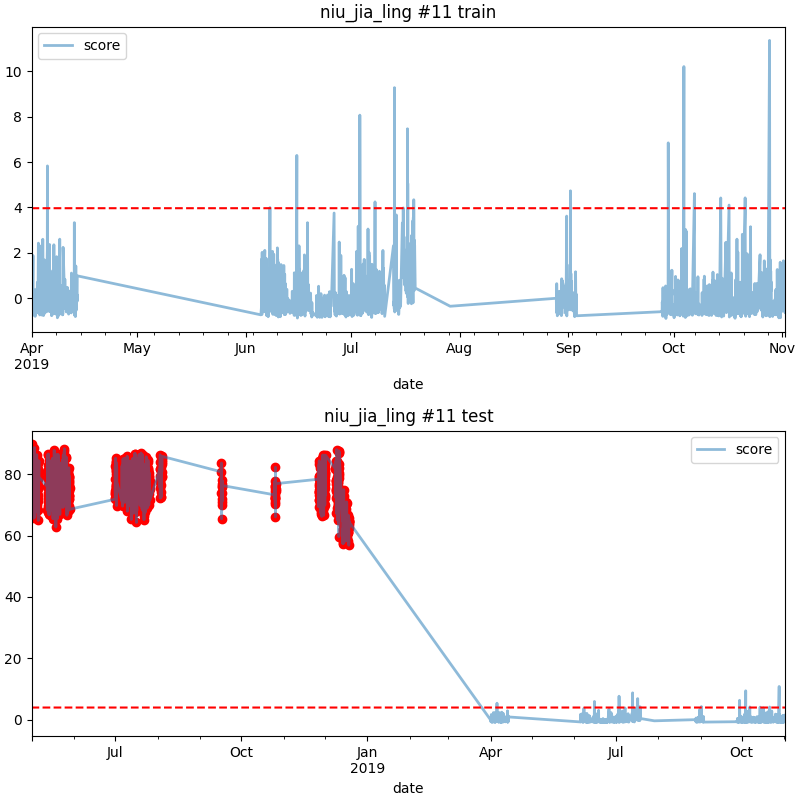 niu_jia_ling #11 train
score
10
8
6
4
2
0
Apr May Jun Jul Aug Sep Oct Nov
2019
date
niu_jia_ling #11 test
score
80
60
40
20
0
Jul Oct Jan Apr Jul Oct
2019
date